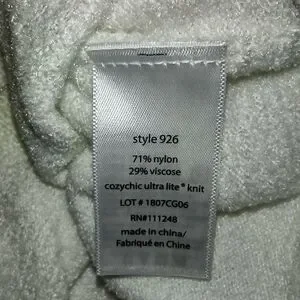 style 926
71% nylon
29% viscose
cozychic ultra lite® knit
LOT # 1807CG06
RN#111248
made in china/
Fabriqué en Chine